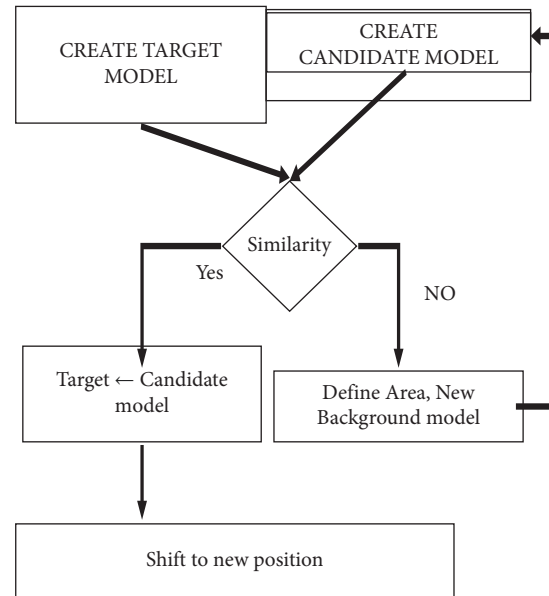 CREATE TARGET
MODEL
CREATE
CANDIDATE MODEL
Similarity
Yes
NO
Target ← Candidate
model
Define Area, New
Background model
Shift to new position